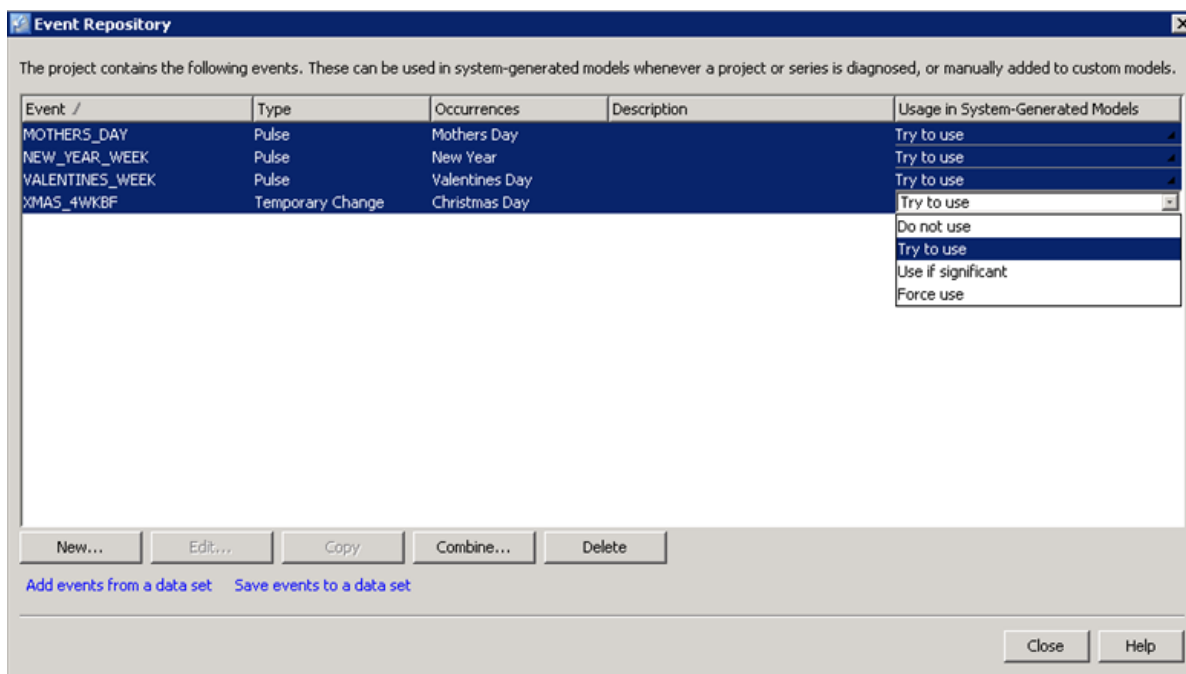 Event Repository
The project contains the following events. These can be used in system-generated models whenever a project or series is diagnosed, or manually added to custom models.
Event / Type Occurrences Description Usage in System-Generated Models
MOTHERS_DAY Pulse Mothers Day Try to use
NEW_YEAR_WEEK Pulse New Year Try to use
VALENTINES_WEEK Pulse Valentines Day Try to use
XMAS_4WKBF Temporary Change Christmas Day Try to use
Do not use
Try to use
Use if significant
Force use
New... Edit... Copy Combine... Delete
Add events from a data set Save events to a data set
Close Help